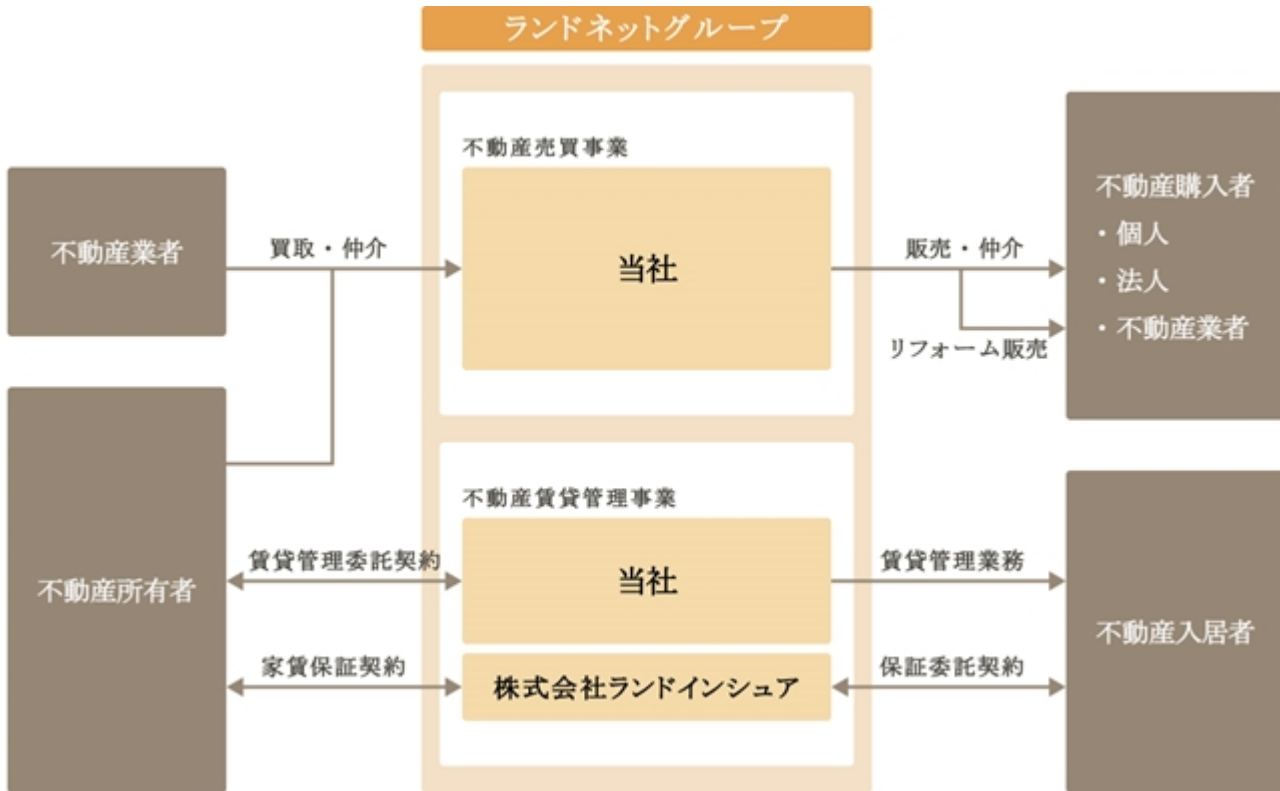 ランドネットグループ
不動産売買事業
不動産業者
買取・仲介
当社
販売・仲介
リフォーム販売
不動産購入者
・個人
・法人
・不動産業者
不動産賃貸管理事業
不動産所有者
賃貸管理委託契約
当社
賃貸管理業務
家賃保証契約
株式会社ランドインシュア
保証委託契約
不動産入居者